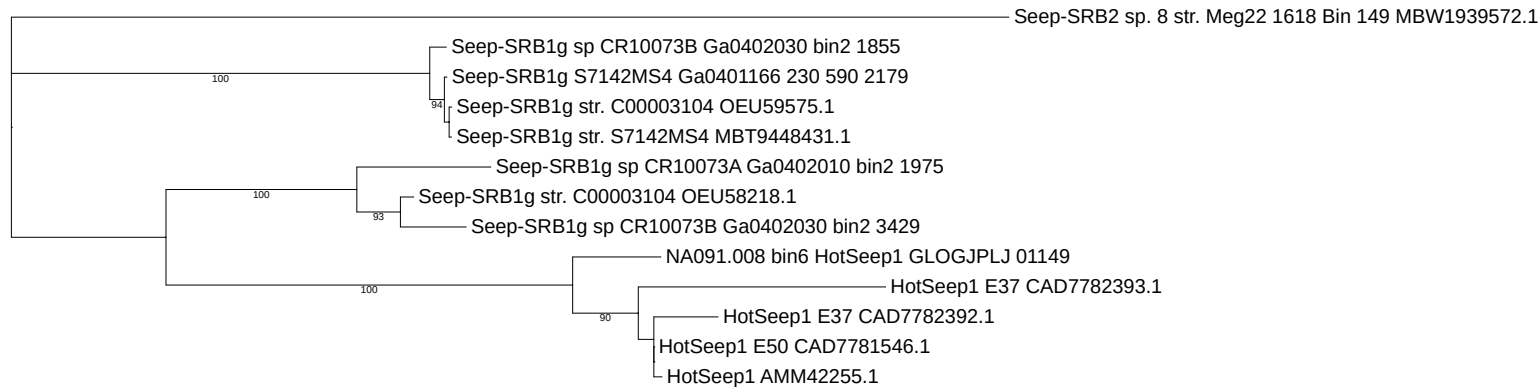 Seep-SRB2 sp. 8 str. Meg22 1618 Bin 149 MBW1939572.1
Seep-SRB1g sp CR10073B Ga0402030 bin2 1855
100
Seep-SRB1g S7142MS4 Ga0401166 230 590 2179
94
Seep-SRB1g str. C00003104 OEU59575.1
Seep-SRB1g str. S7142MS4 MBT9448431.1
Seep-SRB1g sp CR10073A Ga0402010 bin2 1975
100
Seep-SRB1g str. C00003104 OEU58218.1
93
Seep-SRB1g sp CR10073B Ga0402030 bin2 3429
NA091.008 bin6 HotSeep1 GLOGJPLJ 01149
100
HotSeep1 E37 CAD7782393.1
90
HotSeep1 E37 CAD7782392.1
HotSeep1 E50 CAD7781546.1
HotSeep1 AMM42255.1